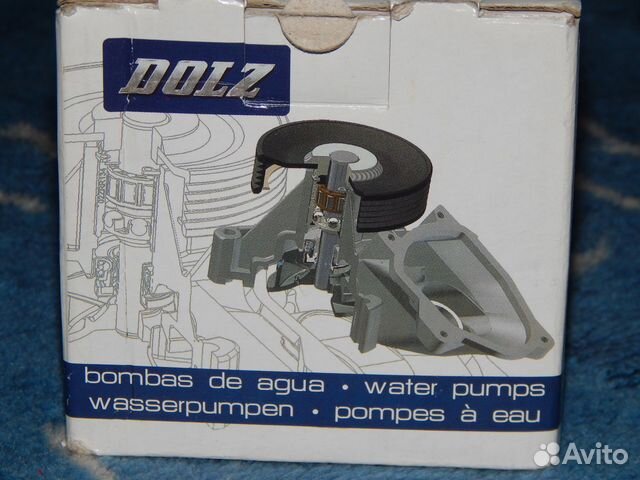 DOLZ
bombas de agua · water pumps
wasserpumpen · pompes à eau
Avito